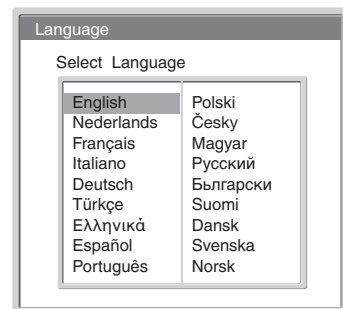 Language
Select Language
English
Nederlands
Français
Italiano
Deutsch
Türkçe
Ελληνικά
Español
Português
Polski
Česky
Magyar
Русский
Бьлгарски
Suomi
Dansk
Svenska
Norsk